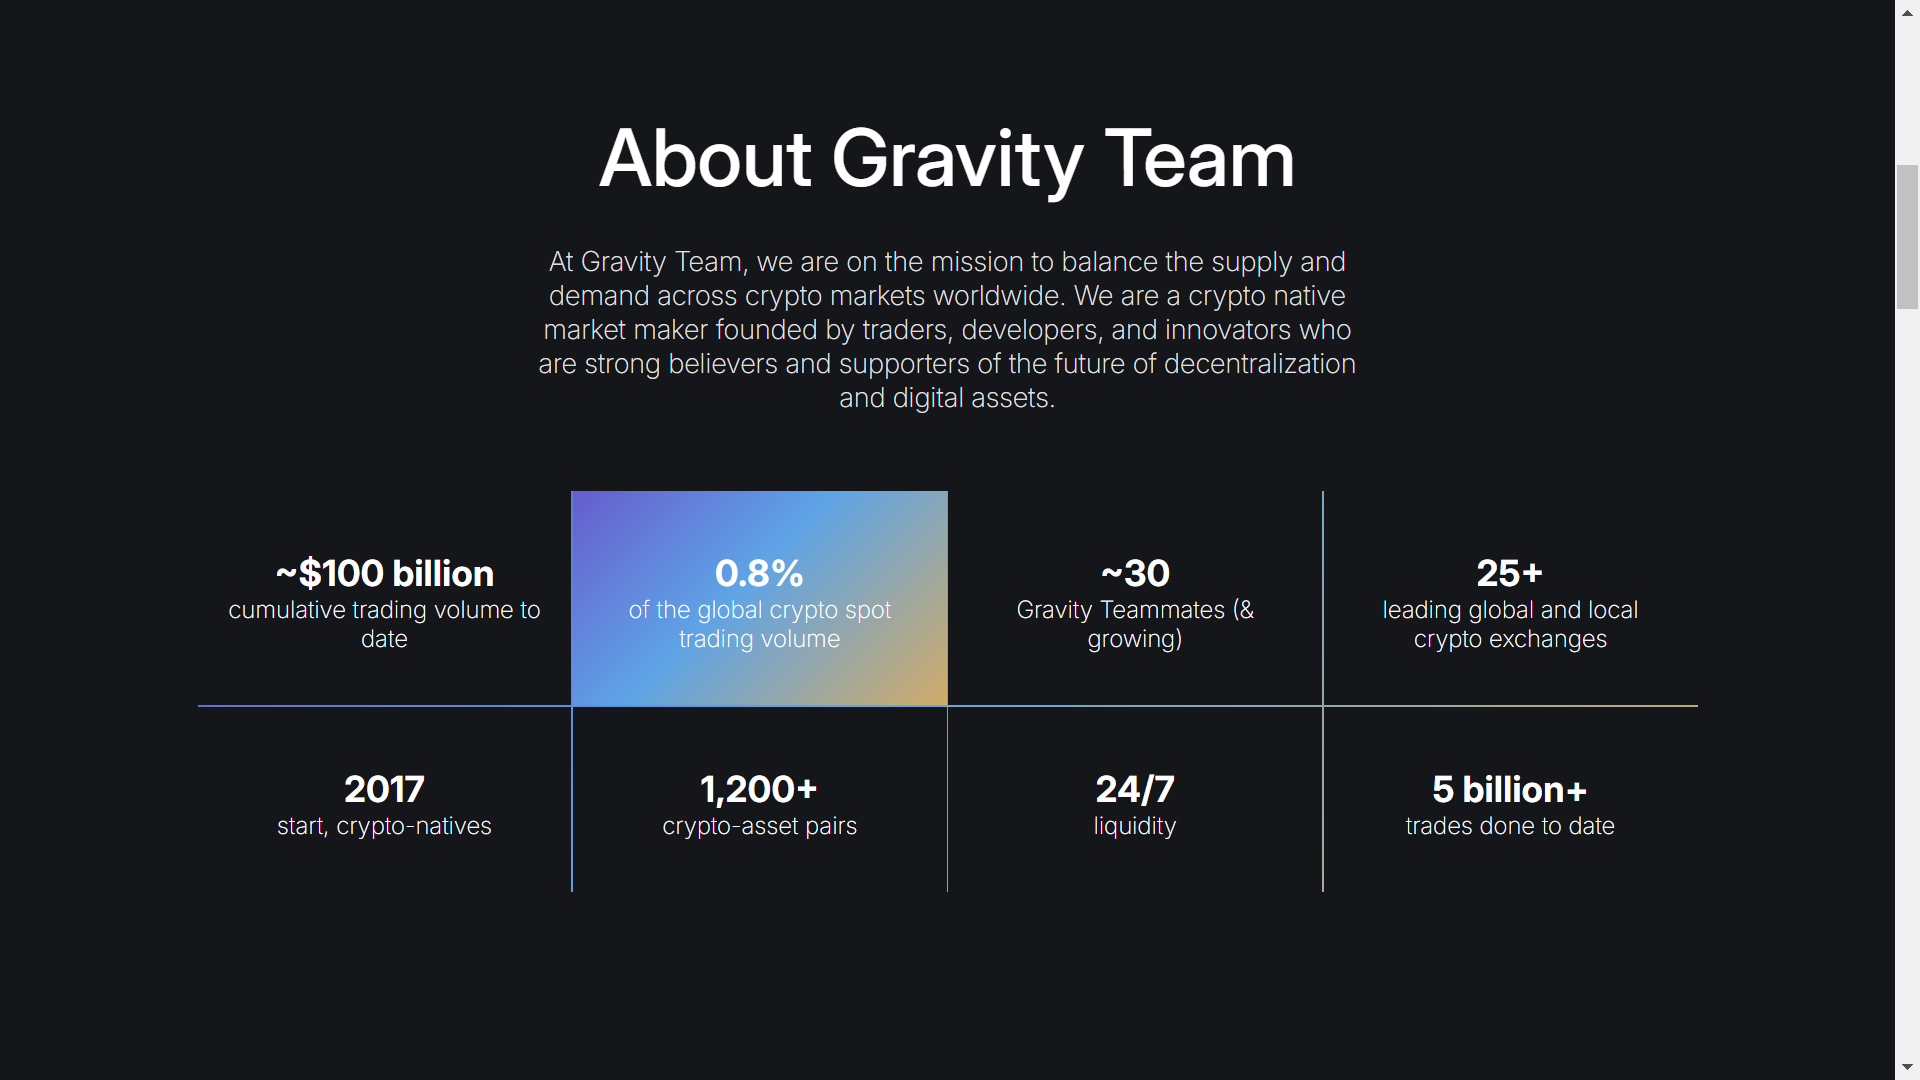 About Gravity Team
At Gravity Team, we are on the mission to balance the supply and
demand across crypto markets worldwide. We are a crypto native
market maker founded by traders, developers, and innovators who
are strong believers and supporters of the future of decentralization
and digital assets.
~$100 billion
cumulative trading volume to
date
0.8%
of the global crypto spot
trading volume
~30
Gravity Teammates (&
growing)
25+
leading global and local
crypto exchanges
2017
start, crypto-natives
1,200+
crypto-asset pairs
24/7
liquidity
5 billion+
trades done to date